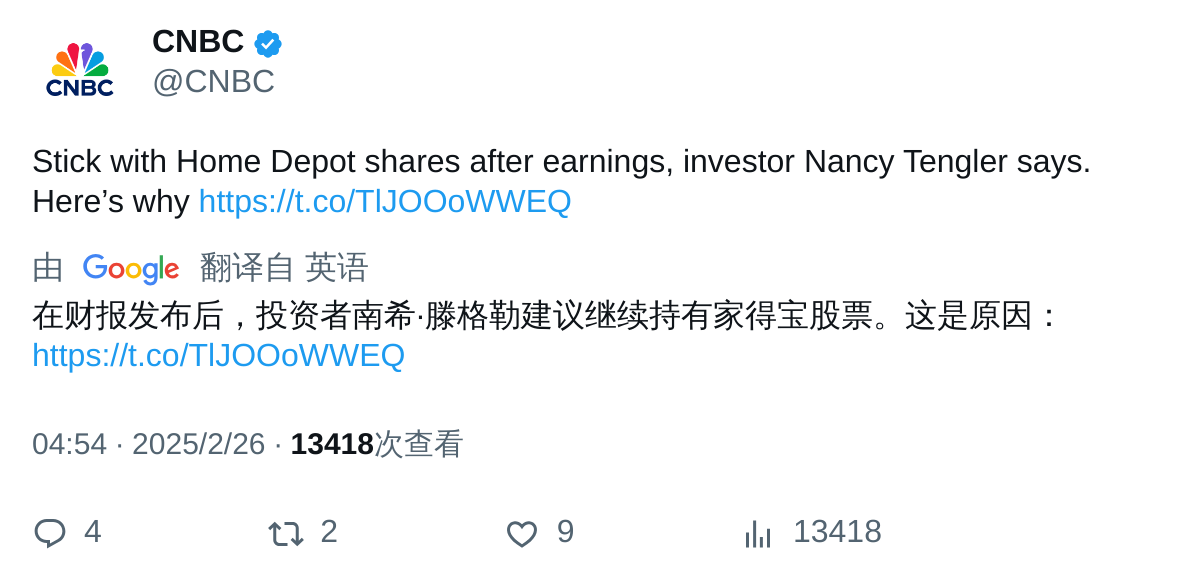 CNBC
CNBC
@CNBC
Stick with Home Depot shares after earnings, investor Nancy Tengler says.
Here’s why https://t.co/TlJOOoWWEQ
由 Google 翻译自 英语
在财报发布后，投资者南希·滕格勒建议继续持有家得宝股票。这是原因：
https://t.co/TlJOOoWWEQ
04:54 · 2025/2/26 · 13418次查看
4 2 9 13418